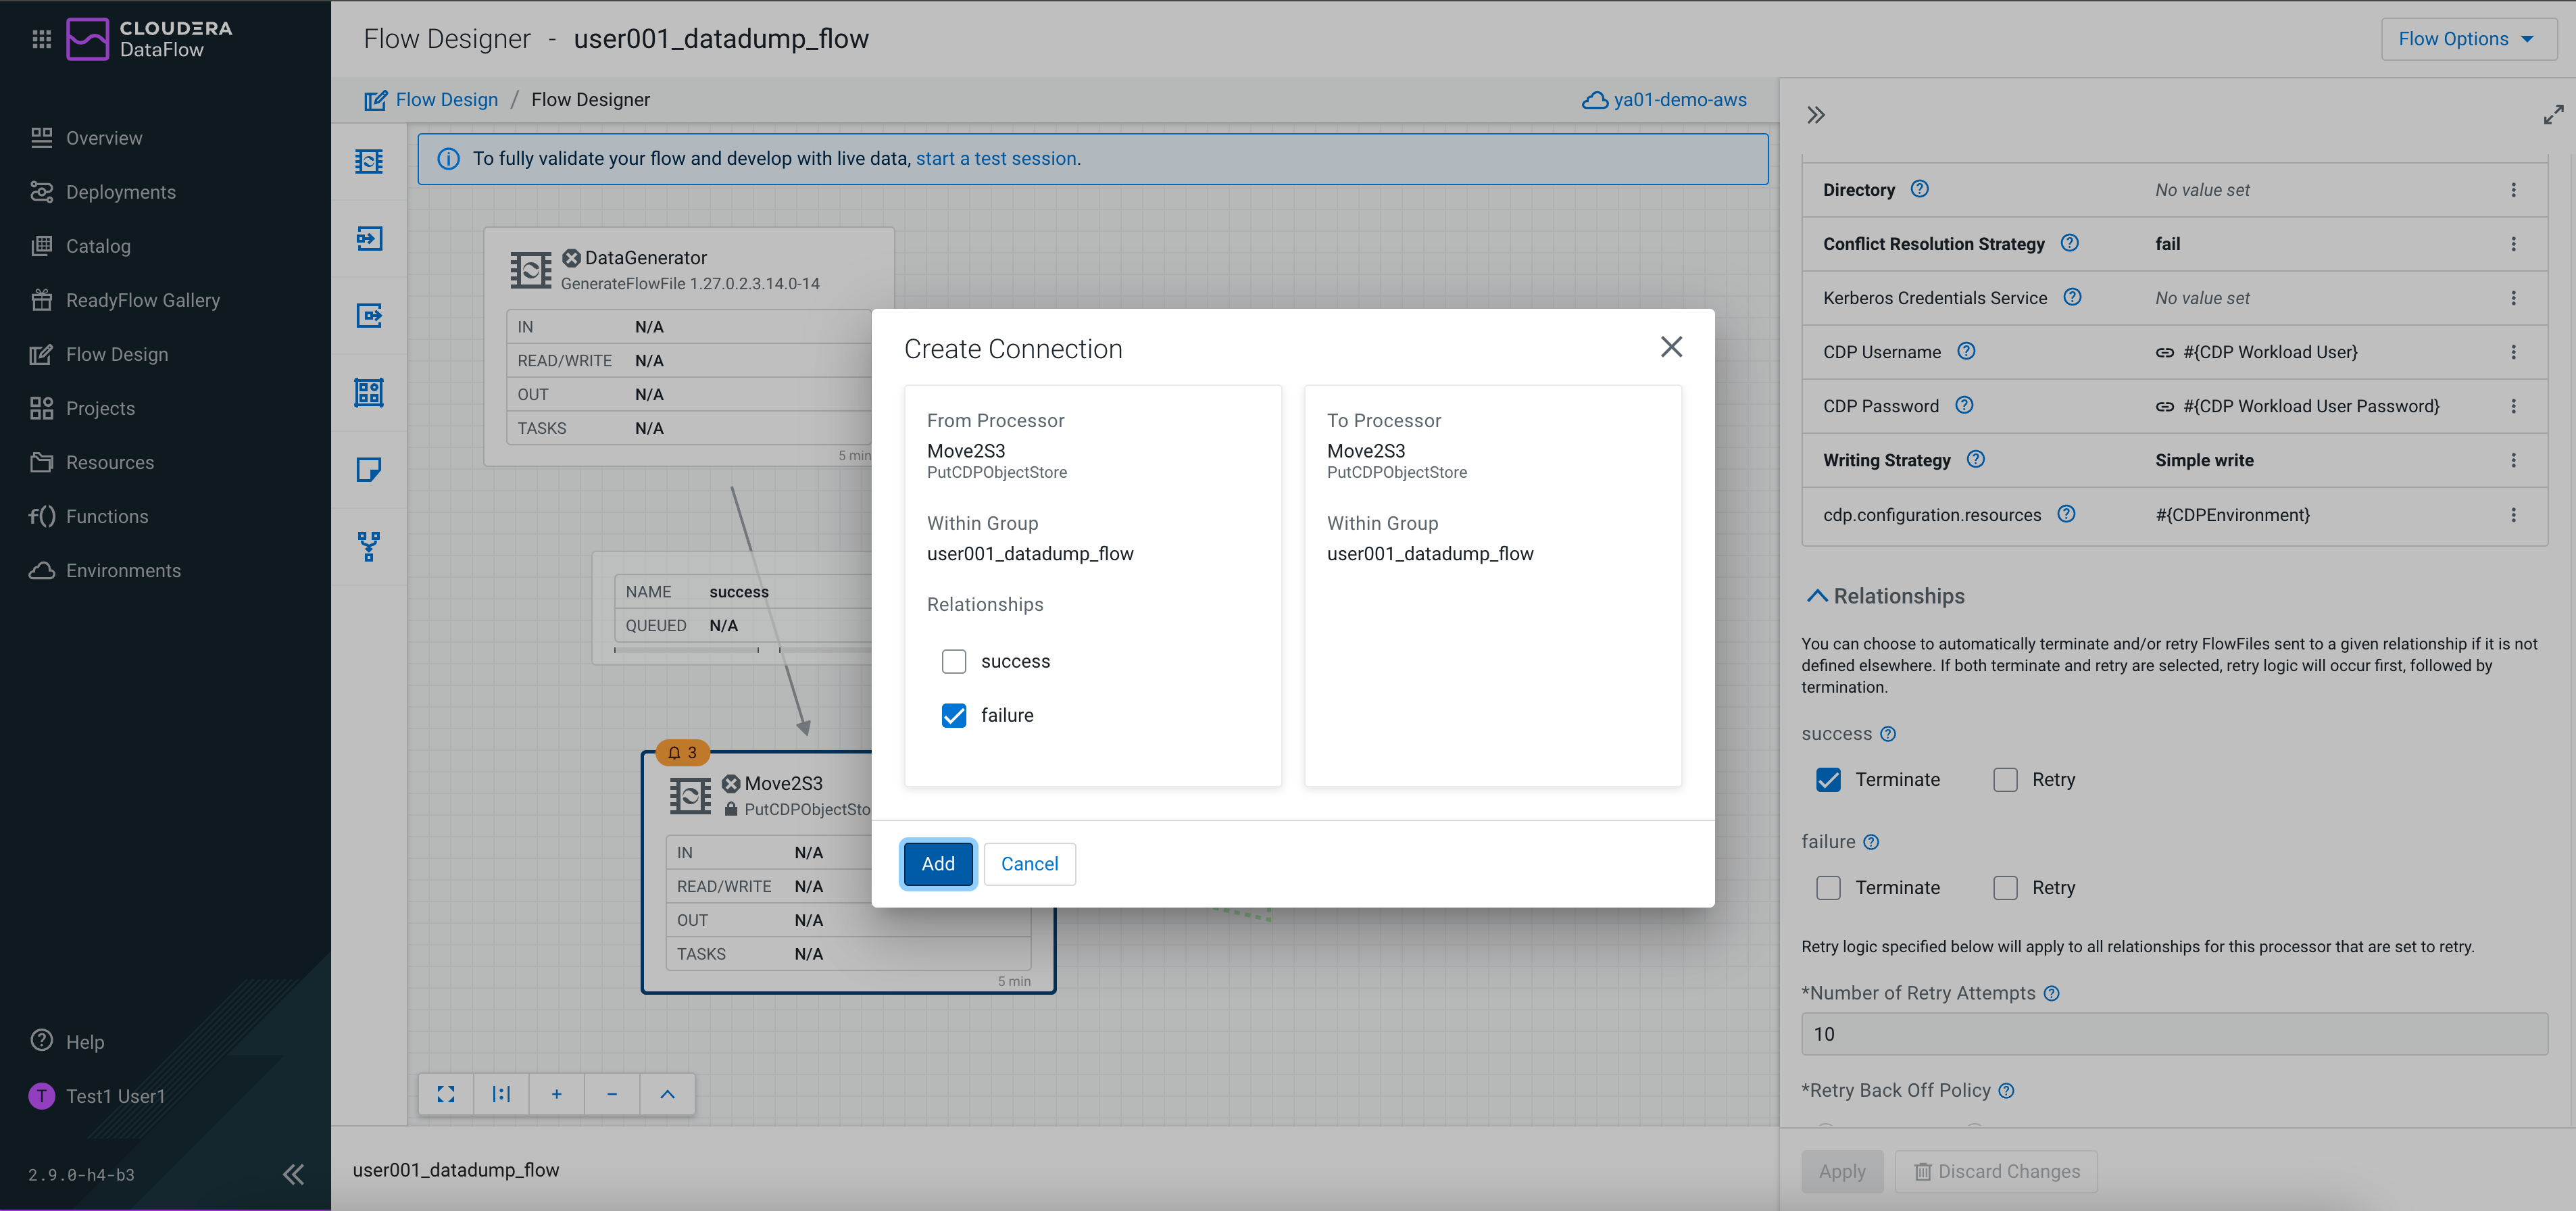 CLOUDERA
DataFlow
Overview
Deployments
Catalog
ReadyFlow Gallery
Flow Design
Projects
Resources
f() Functions
Environments
Help
T Test1 User1
2.9.0-h4-b3
Flow Designer - user001_datadump_flow
Flow Options
Flow Design / Flow Designer
ya01-demo-aws
To fully validate your flow and develop with live data, start a test session.
DataGenerator
GenerateFlowFile 1.27.0.2.3.14.0-14
IN N/A
READ/WRITE N/A
OUT N/A
TASKS N/A
5 min
NAME success
QUEUED N/A
3
Move2S3
PutCDPObjectSto
IN N/A
READ/WRITE N/A
OUT N/A
TASKS N/A
5 min
user001_datadump_flow
Create Connection
From Processor
Move2S3
PutCDPObjectStore
Within Group
user001_datadump_flow
Relationships
success
failure
To Processor
Move2S3
PutCDPObjectStore
Within Group
user001_datadump_flow
Add
Cancel
Directory No value set
Conflict Resolution Strategy fail
Kerberos Credentials Service No value set
CDP Username #{CDP Workload User}
CDP Password #{CDP Workload User Password}
Writing Strategy Simple write
cdp.configuration.resources #{CDPEnvironment}
Relationships
You can choose to automatically terminate and/or retry FlowFiles sent to a given relationship if it is not
defined elsewhere. If both terminate and retry are selected, retry logic will occur first, followed by
termination.
success
Terminate Retry
failure
Terminate Retry
Retry logic specified below will apply to all relationships for this processor that are set to retry.
*Number of Retry Attempts
10
*Retry Back Off Policy
Apply
Discard Changes